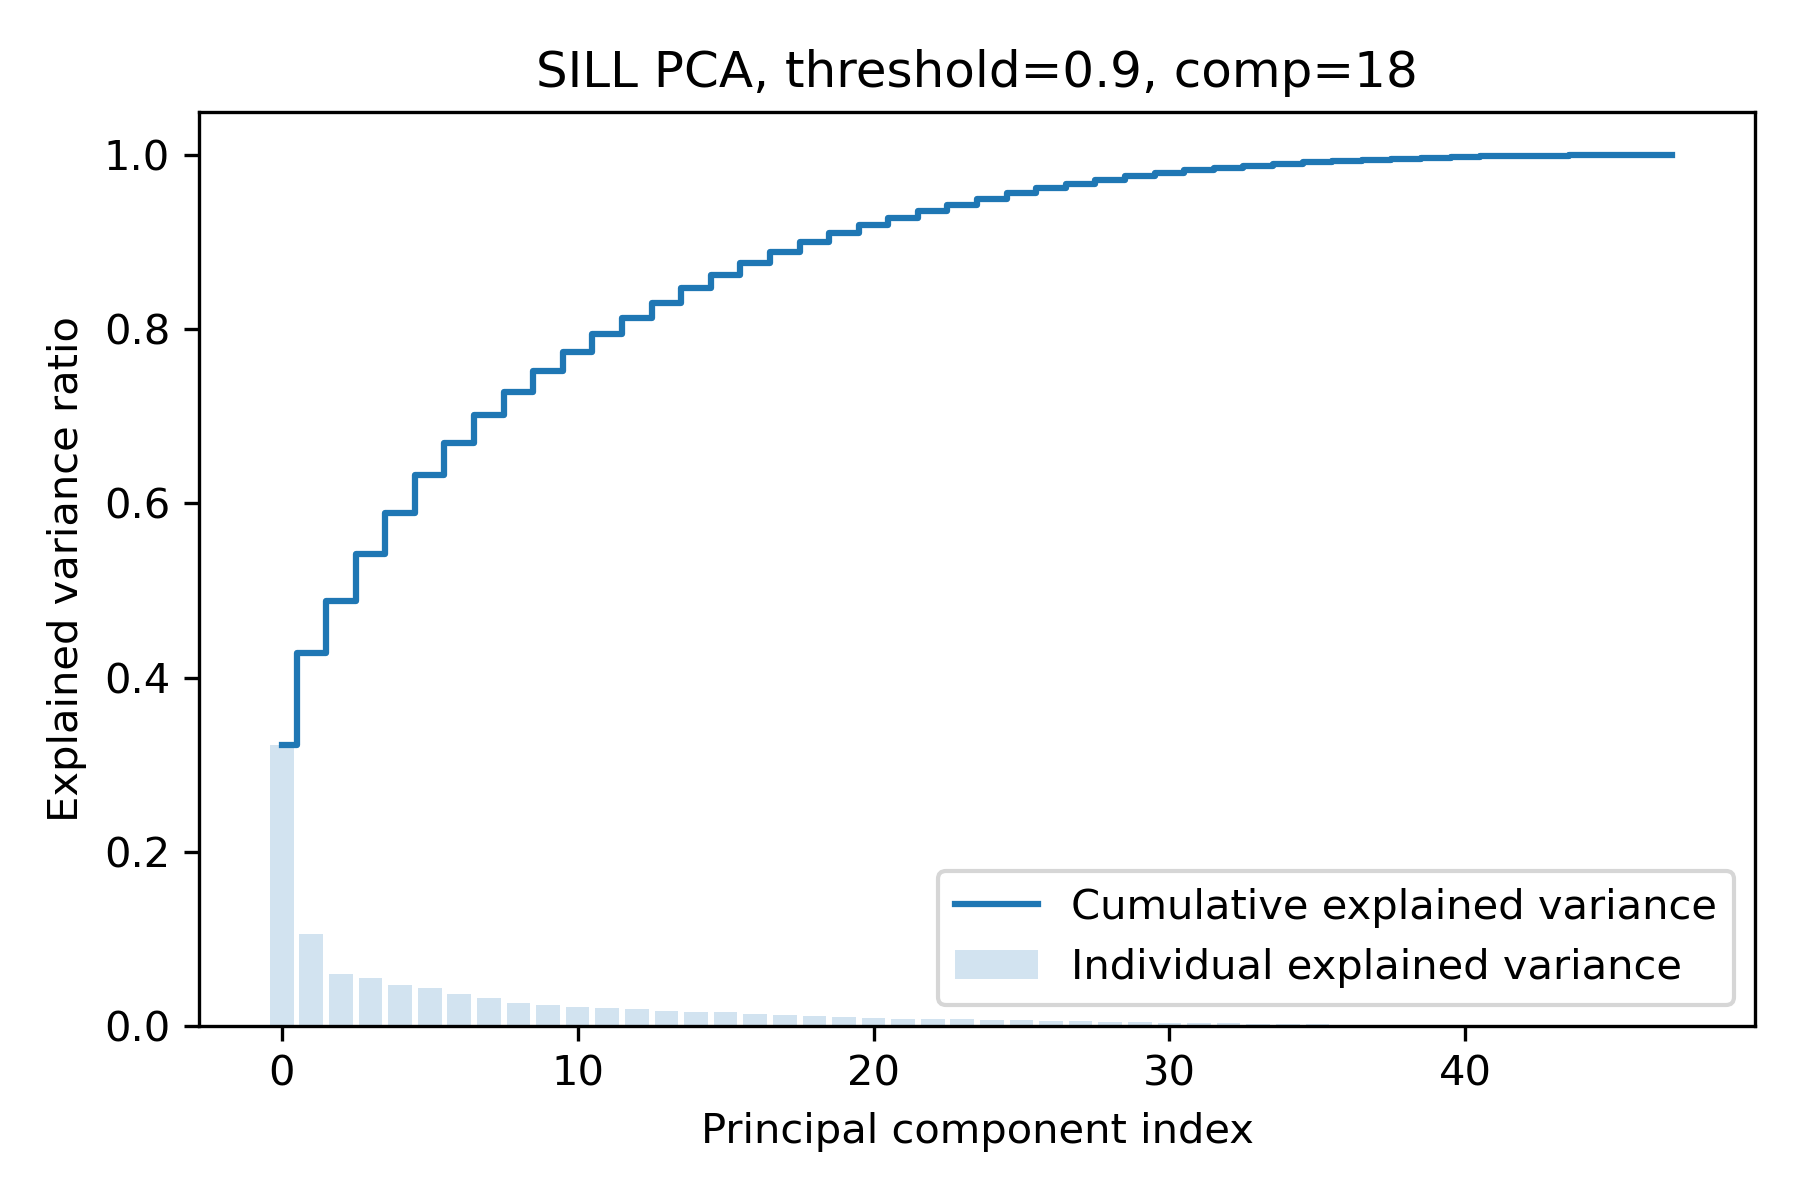 SILL PCA, threshold=0.9, comp=18
1.0
0.8
0.6
0.4
0.2
0.0
Explained variance ratio
Cumulative explained variance
Individual explained variance
0 10 20 30 40
Principal component index